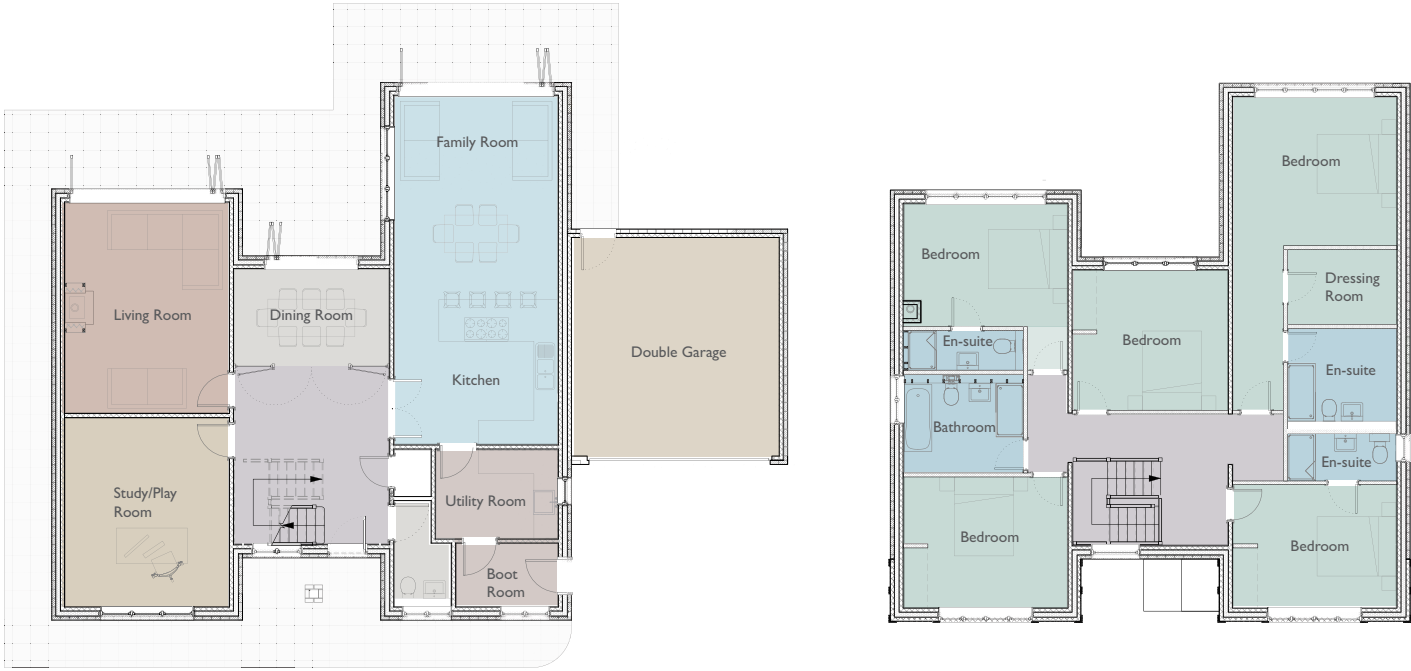 Family Room
Living Room
Dining Room
Double Garage
Kitchen
Study/Play
Room
Utility Room
Boot
Room
Bedroom
Bedroom
Dressing
Room
En-suite
Bedroom
En-suite
Bathroom
En-suite
Bedroom
Bedroom